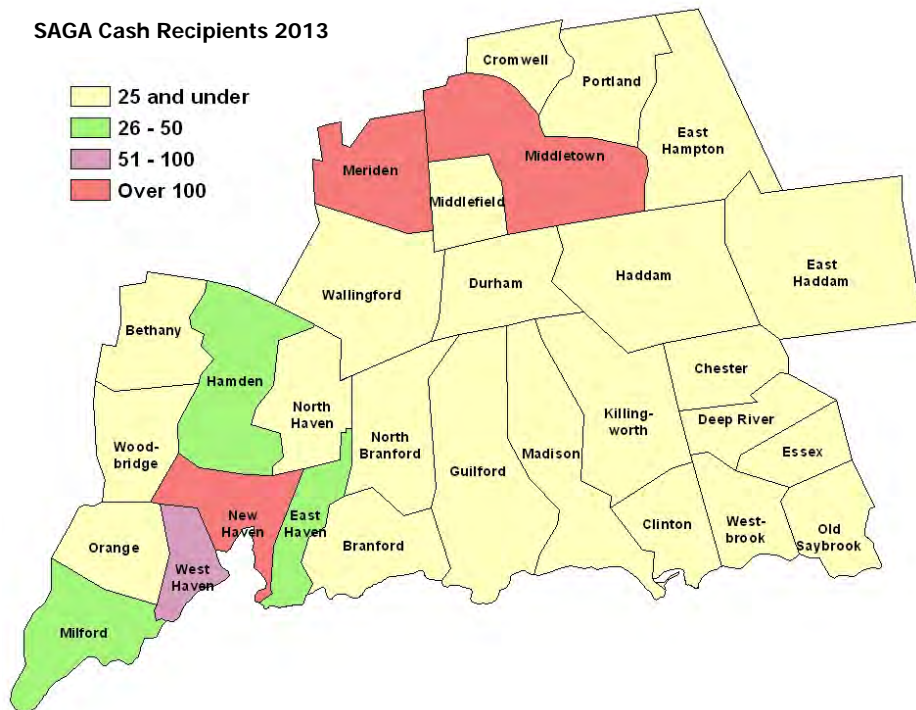 SAGA Cash Recipients 2013
25 and under
26 - 50
51 - 100
Over 100
Cromwell
Portland
East
Hampton
Meriden
Middletown
Middlefield
Wallingford
Durham
Haddam
East
Haddam
Bethany
Hamden
North
Haven
Chester
Wood-
bridge
North
Branford
Guilford
Madison
Killing-
worth
Deep River
Essex
New
Haven
East
Haven
Branford
Clinton
West-
brook
Old
Saybrook
Orange
West
Haven
Milford